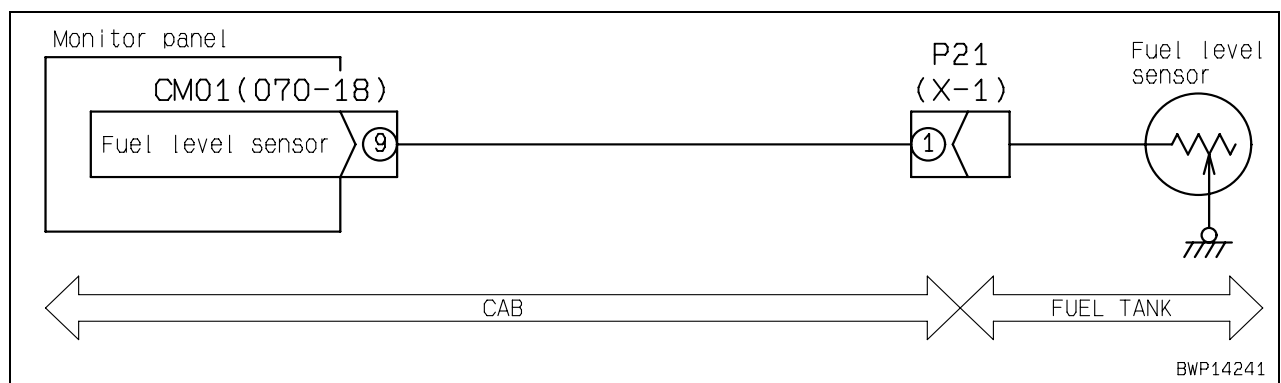 Monitor panel
CM01(070-18)
Fuel level sensor
9
P21
(X-1)
1
Fuel level
sensor
CAB
FUEL TANK
BWP14241